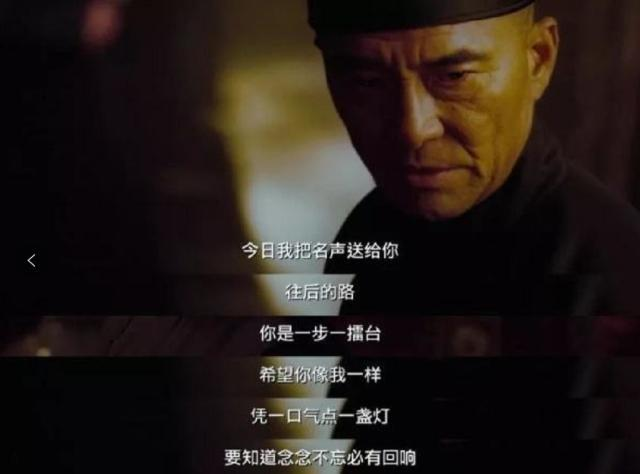 今日我把名声送给你
往后的路
你是一步一擂台
希望你像我一样
凭一口气点一盏灯
要知道念念不忘必有回响